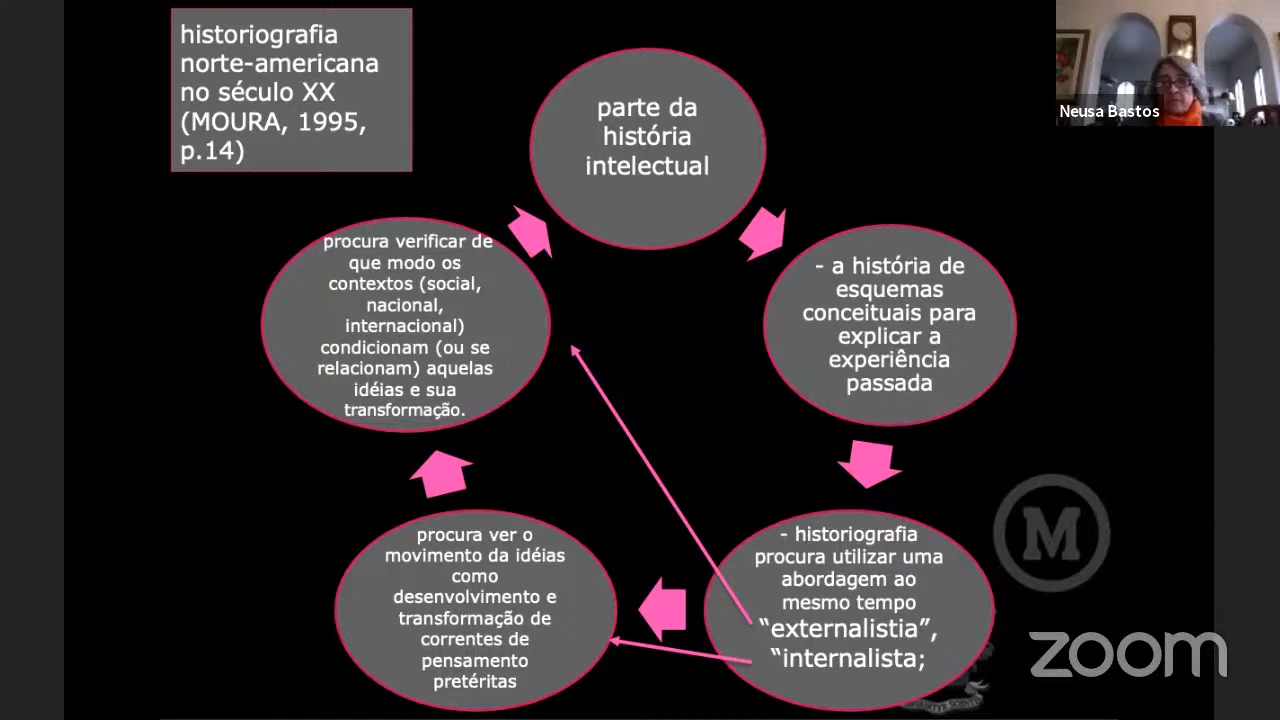 historiografia
norte-americana
no século XX
(MOURA, 1995,
p.14)
parte da
história
intelectual
Neusa Bastos
- a história de
esquemas
conceituais para
explicar a
experiência
passada
- historiografia
procura utilizar uma
abordagem ao
mesmo tempo
“externalistia”,
“internalista;
procura ver o
movimento da idéias
como
desenvolvimento e
transformação de
correntes de
pensamento
pretéritas
procura verificar de
que modo os
contextos (social,
nacional,
internacional)
condicionam (ou se
relacionam) aquelas
idéias e sua
transformação.
M
zoom